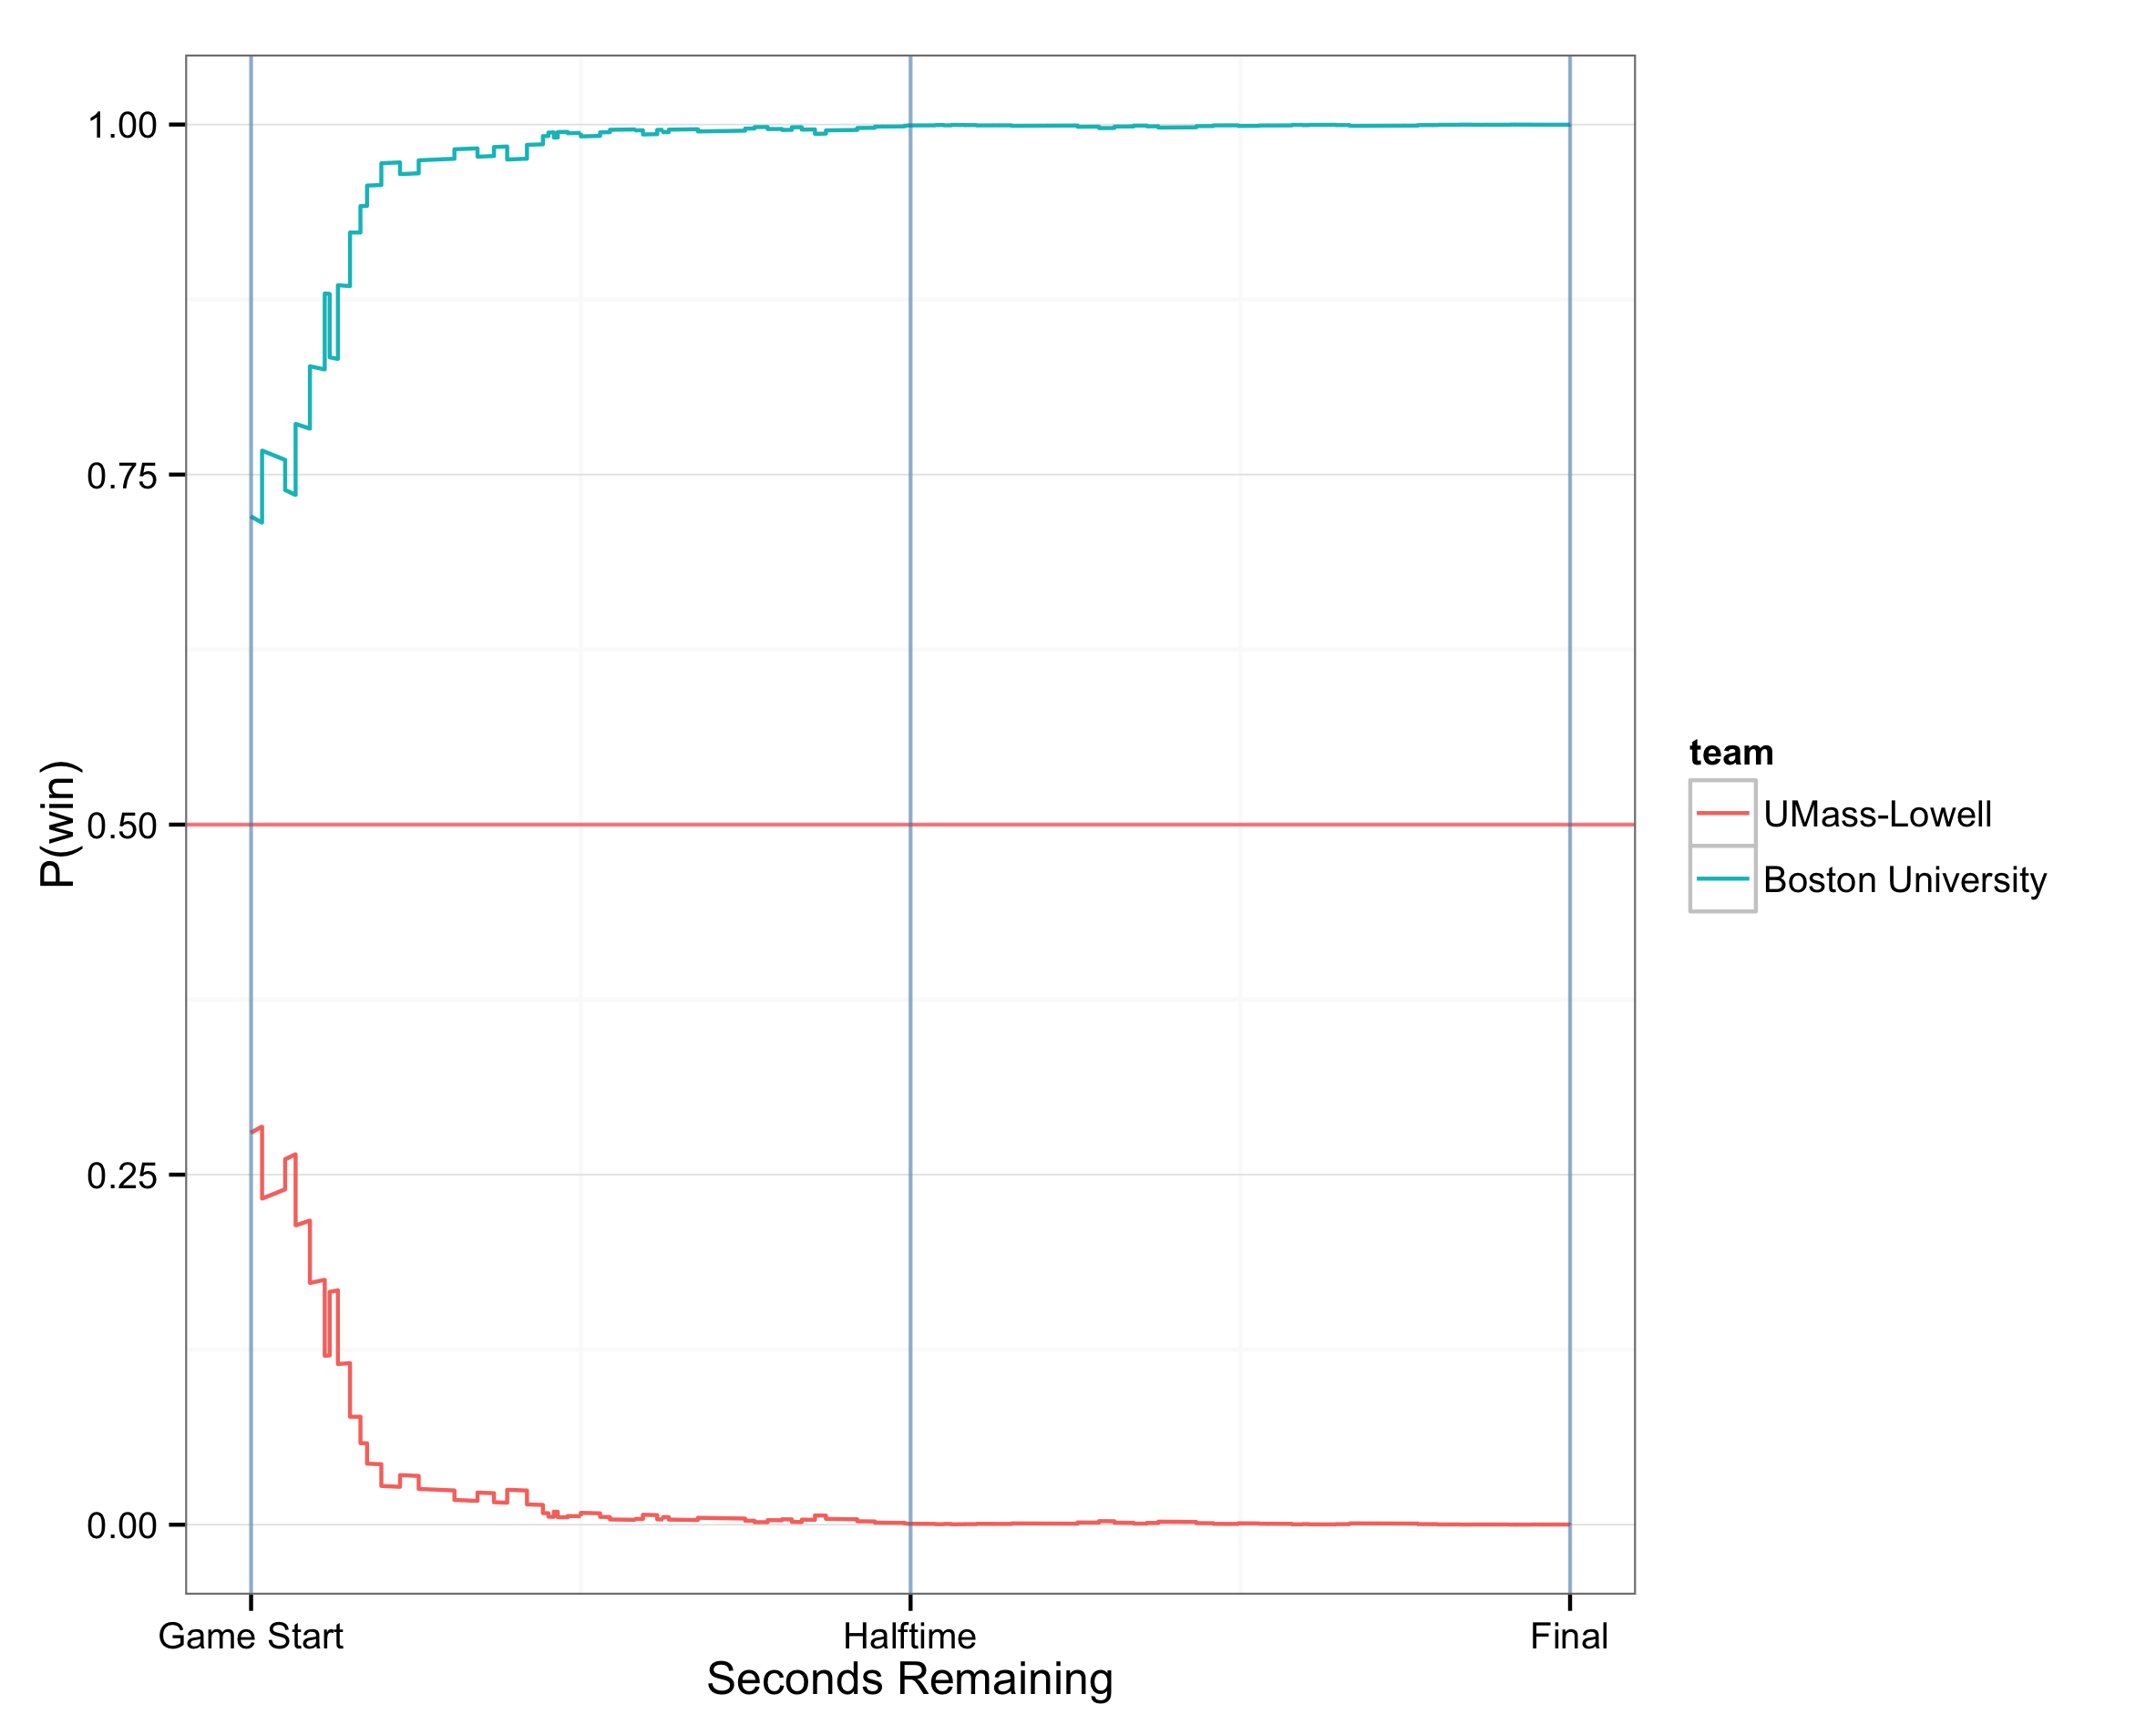 1.00
0.75
0.50
0.25
0.00
P(win)
Game Start
Halftime
Final
Seconds Remaining
team
UMass-Lowell
Boston University